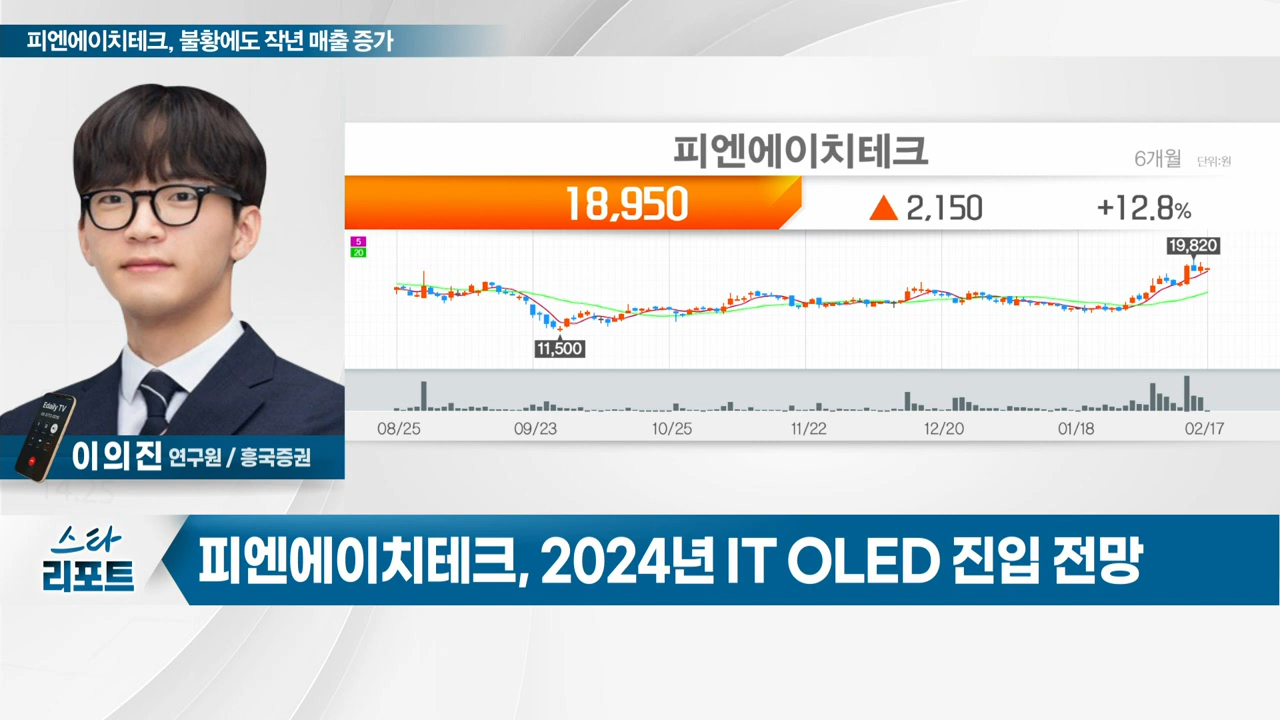 피엔에이치테크, 불황에도 작년 매출 증가
피엔에이치테크
6개월 단위:원
18,950
▲ 2,150
+12.8%
5
20
19,820
11,500
08/25 09/23 10/25 11/22 12/20 01/18 02/17
Edaily TV
이의진 연구원 / 흥국증권
14:25
스타
리포트
피엔에이치테크, 2024년 IT OLED 진입 전망